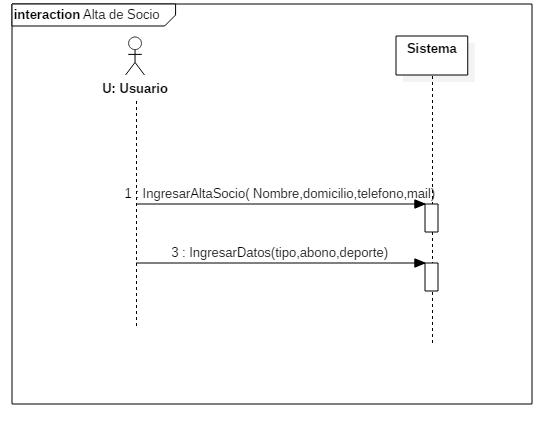 interaction Alta de Socio
Sistema
U: Usuario
1 : IngresarAltaSocio( Nombre,domicilio,telefono,mail)
3 : IngresarDatos(tipo,abono,deporte)